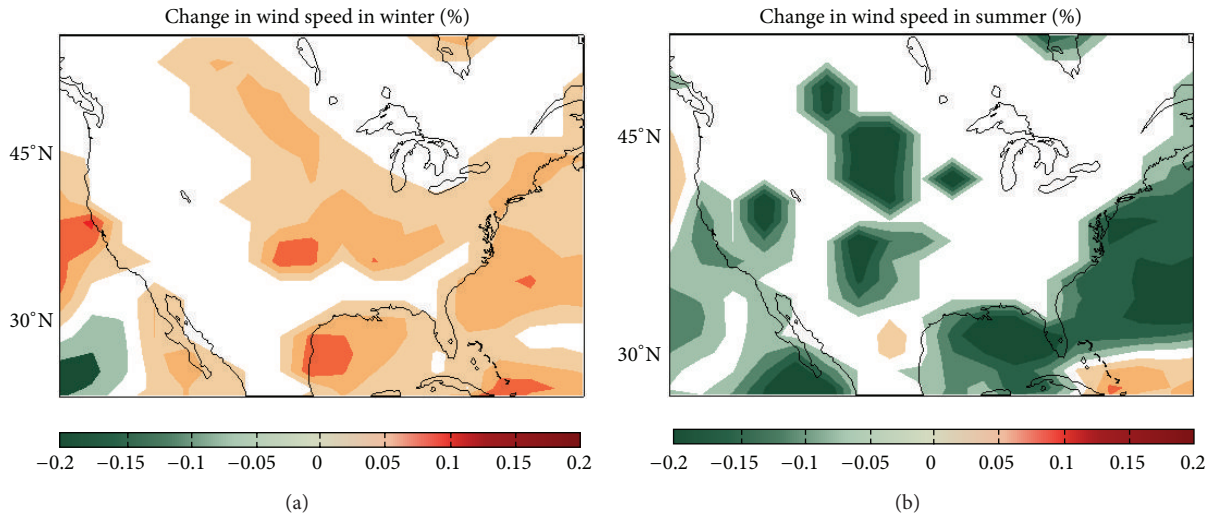 Change in wind speed in winter (%)
45°N
30°N
−0.2 −0.15 −0.1 −0.05 0 0.05 0.1 0.15 0.2
(a)
Change in wind speed in summer (%)
45°N
30°N
−0.2 −0.15 −0.1 −0.05 0 0.05 0.1 0.15 0.2
(b)